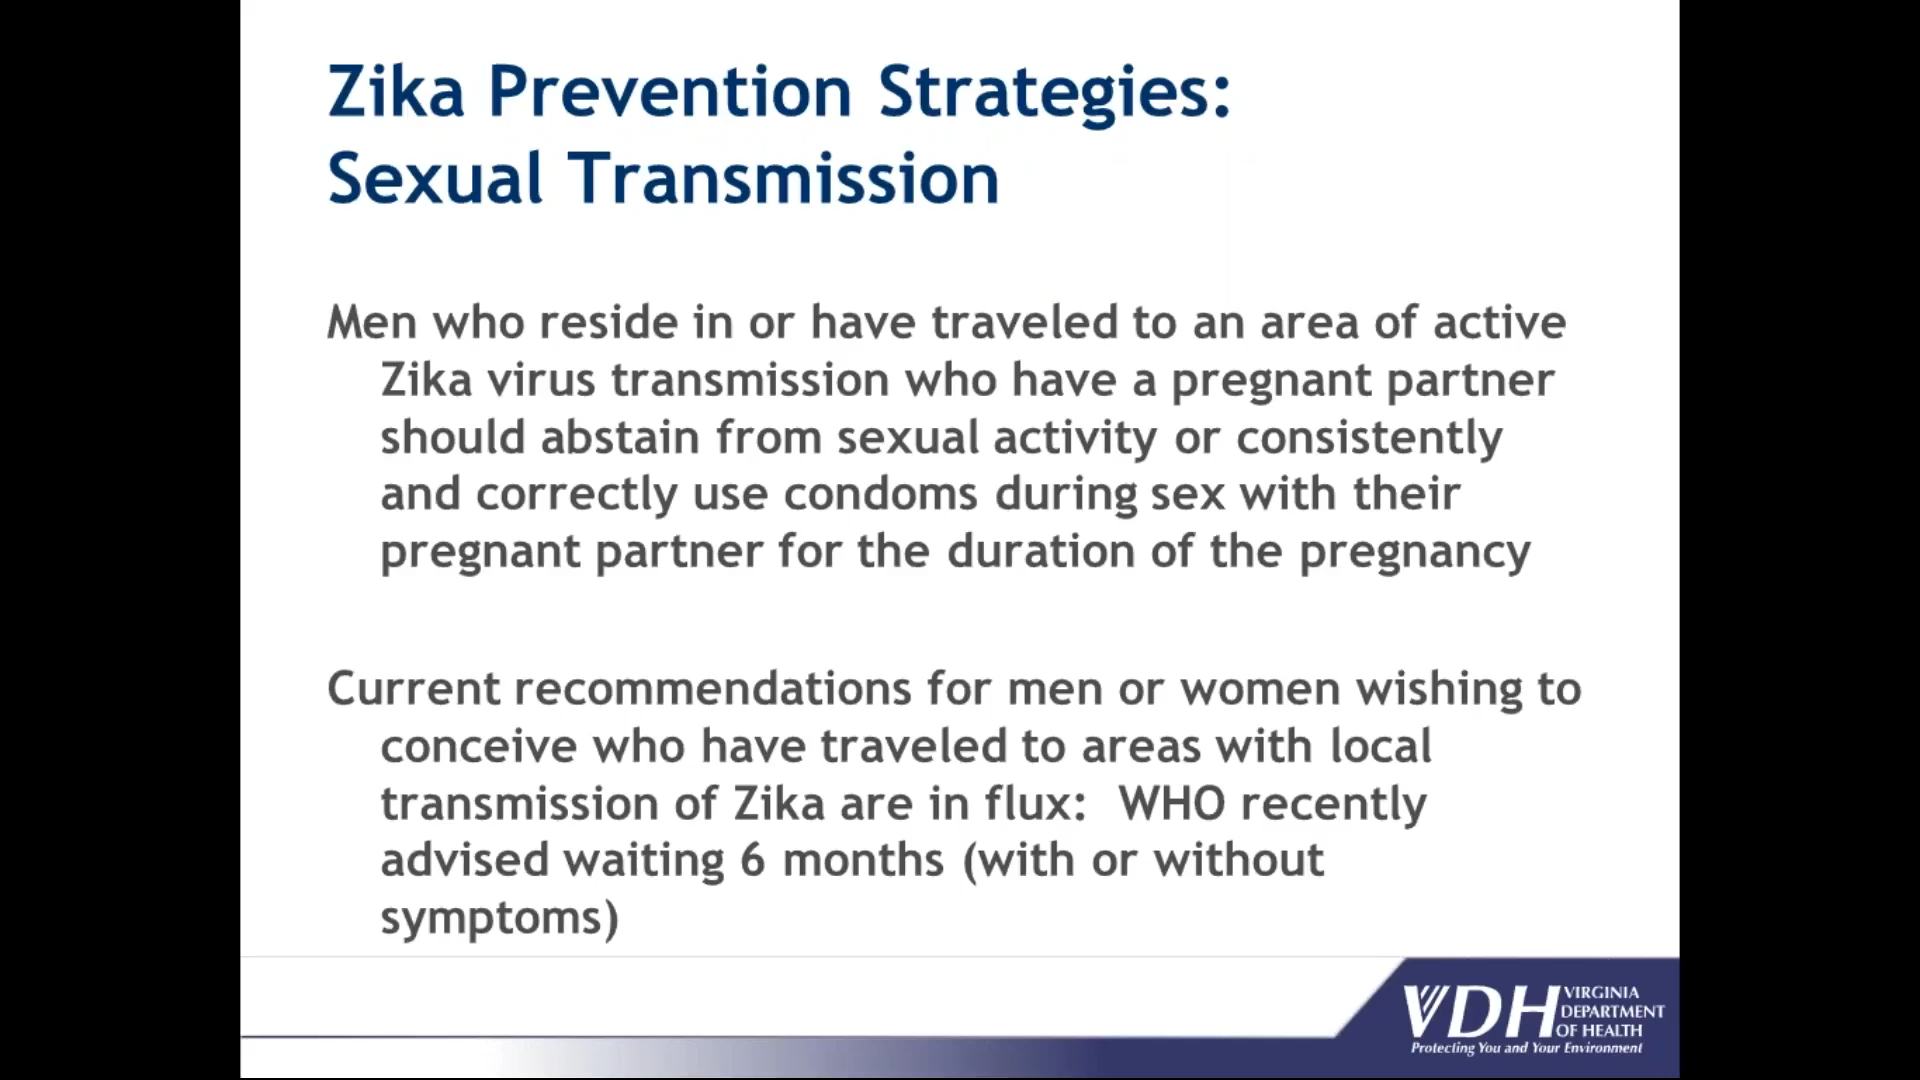 Zika Prevention Strategies:
Sexual Transmission
Men who reside in or have traveled to an area of active
Zika virus transmission who have a pregnant partner
should abstain from sexual activity or consistently
and correctly use condoms during sex with their
pregnant partner for the duration of the pregnancy
Current recommendations for men or women wishing to
conceive who have traveled to areas with local
transmission of Zika are in flux:  WHO recently
advised waiting 6 months (with or without
symptoms)
VDH VIRGINIA
DEPARTMENT
OF HEALTH
Protecting You and Your Environment